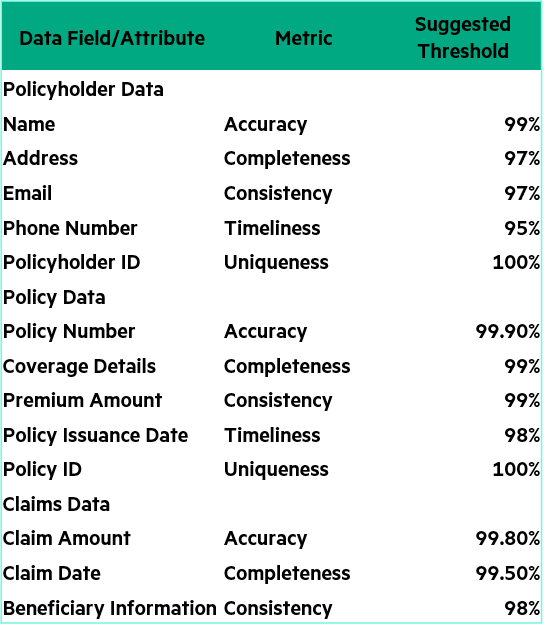 Data Field/Attribute Metric Suggested Threshold
Policyholder Data
Name Accuracy 99%
Address Completeness 97%
Email Consistency 97%
Phone Number Timeliness 95%
Policyholder ID Uniqueness 100%
Policy Data
Policy Number Accuracy 99.90%
Coverage Details Completeness 99%
Premium Amount Consistency 99%
Policy Issuance Date Timeliness 98%
Policy ID Uniqueness 100%
Claims Data
Claim Amount Accuracy 99.80%
Claim Date Completeness 99.50%
Beneficiary Information Consistency 98%